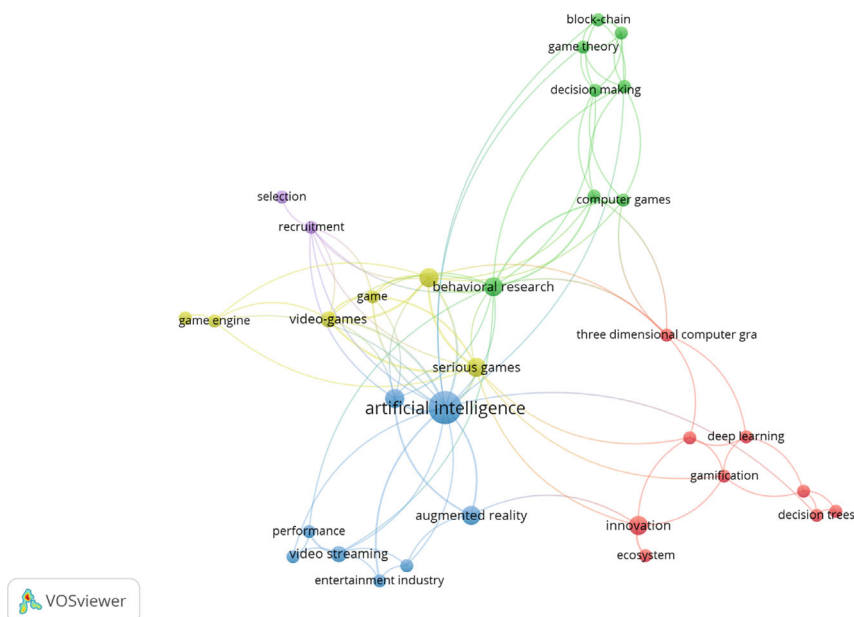 block-chain
game theory
decision making
selection
computer games
recruitment
behavioral research
game
game engine
video-games
three dimensional computer gra
serious games
artificial intelligence
deep learning
gamification
augmented reality
decision trees
innovation
performance
video streaming
ecosystem
entertainment industry
VOSviewer